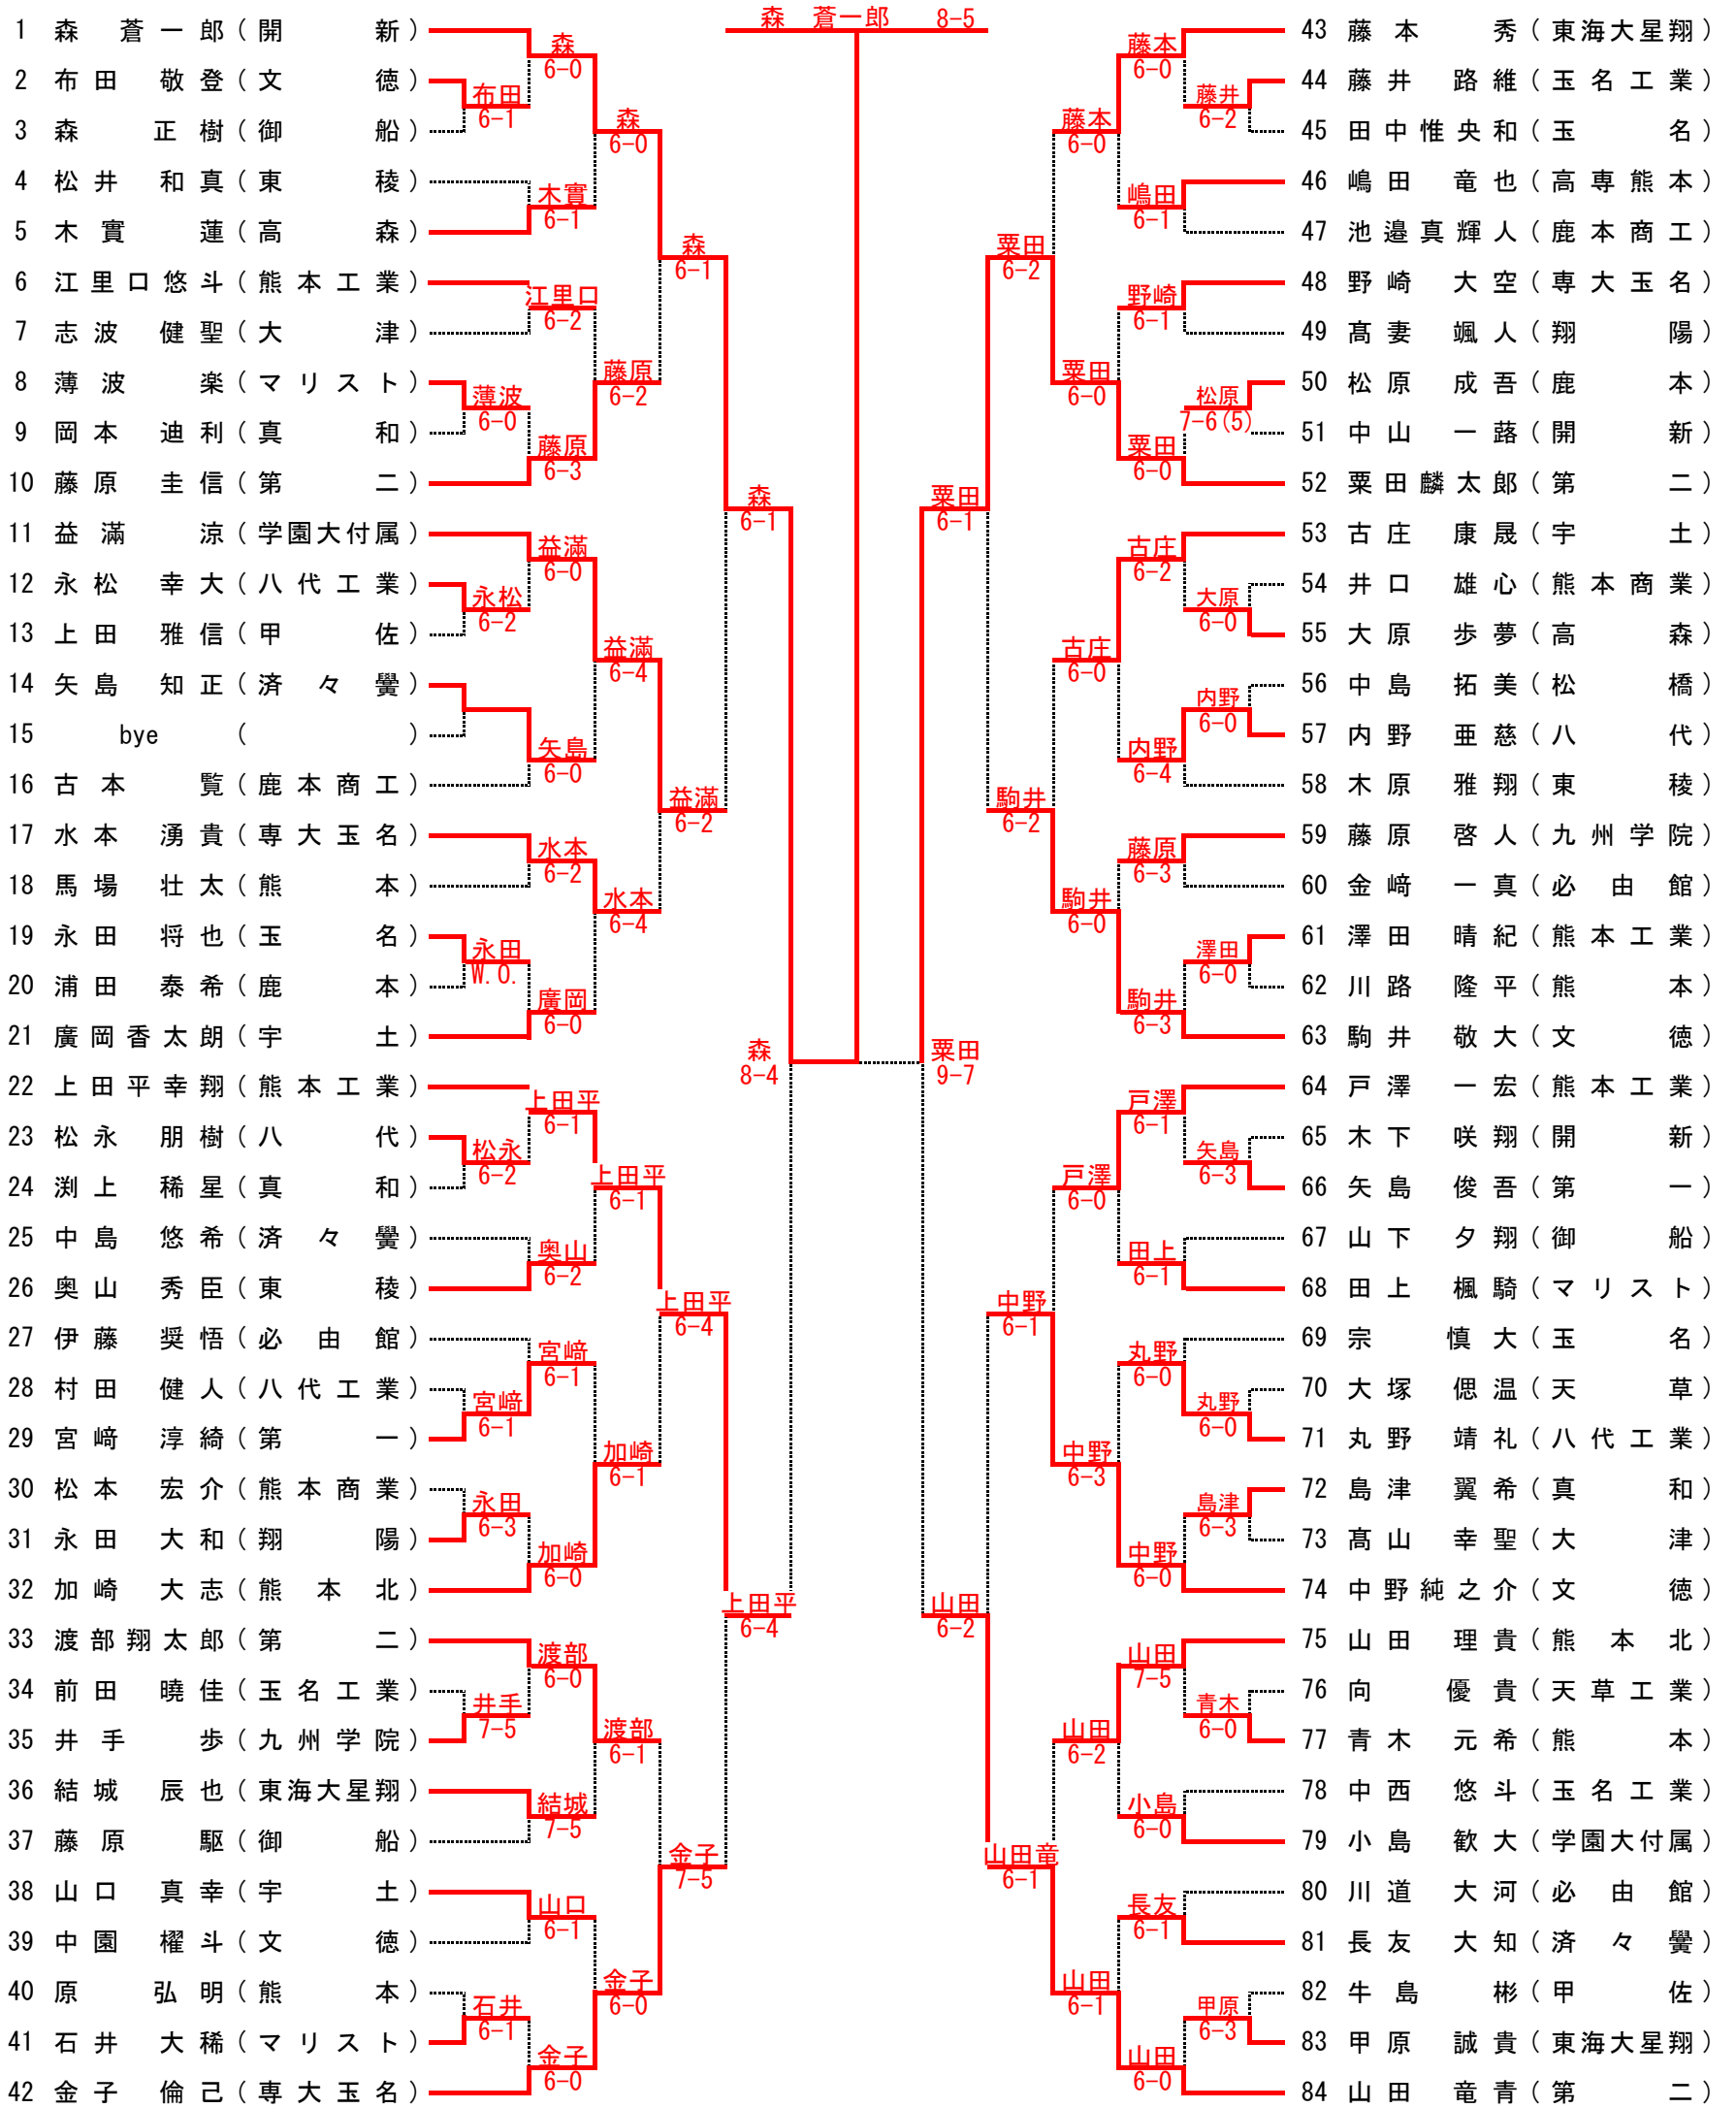 森 蒼一郎 8-5
1 森 蒼一郎(開 新)
2 布田 敬登(文 徳)
3 森 正樹(御 船)
4 松井 和真(東 稜)
5 木實 蓮(高 森)
6 江里口悠斗(熊本工業)
7 志波 健聖(大 津)
8 薄波 楽(マリスト)
9 岡本 迪利(真 和)
10 藤原 圭信(第 二)
11 益滿 涼(学園大付属)
12 永松 幸大(八代工業)
13 上田 雅信(甲 佐)
14 矢島 知正(済々黌)
15 bye ( )
16 古本 覧(鹿本商工)
17 水本 湧貴(専大玉名)
18 馬場 壮太(熊 本)
19 永田 将也(玉 名)
20 浦田 泰希(鹿 本)
21 廣岡香太朗(宇 土)
22 上田平幸翔(熊本工業)
23 松永 朋樹(八 代)
24 渕上 稀星(真 和)
25 中島 悠希(済々黌)
26 奥山 秀臣(東 稜)
27 伊藤 奨悟(必由館)
28 村田 健人(八代工業)
29 宮﨑 淳綺(第 一)
30 松本 宏介(熊本商業)
31 永田 大和(翔 陽)
32 加崎 大志(熊本北)
33 渡部翔太郎(第 二)
34 前田 曉佳(玉名工業)
35 井手 歩(九州学院)
36 結城 辰也(東海大星翔)
37 藤原 駆(御 船)
38 山口 真幸(宇 土)
39 中園 櫂斗(文 徳)
40 原 弘明(熊 本)
41 石井 大稀(マリスト)
42 金子 倫己(専大玉名)
布田
6-1
薄波
6-0
永松
6-2
永田
W.O.
松永
6-2
宮﨑
6-1
永田
6-3
井手
7-5
石井
6-1
森
6-0
木實
6-1
江里口
6-2
藤原
6-3
益滿
6-0
矢島
6-0
水本
6-2
廣岡
6-0
上田平
6-1
奥山
6-2
宮﨑
6-1
加崎
6-0
渡部
6-0
結城
7-5
山口
6-1
金子
6-0
森
6-0
藤原
6-2
益滿
6-4
水本
6-4
上田平
6-1
加崎
6-1
渡部
6-1
金子
6-0
森
6-1
益滿
6-2
上田平
6-4
金子
7-5
森
6-1
上田平
6-4
森
8-4
粟田
9-7
粟田
6-1
山田
6-2
粟田
6-2
駒井
6-2
中野
6-1
山田竜
6-1
藤本
6-0
粟田
6-0
古庄
6-0
駒井
6-0
戸澤
6-0
中野
6-3
山田
6-2
山田
6-1
藤本
6-0
嶋田
6-1
野崎
6-1
粟田
6-0
古庄
6-2
内野
6-4
藤原
6-3
駒井
6-3
戸澤
6-1
田上
6-1
丸野
6-0
中野
6-0
山田
7-5
小島
6-0
長友
6-1
山田
6-0
藤井
6-2
松原
7-6(5)
大原
6-0
内野
6-0
澤田
6-0
矢島
6-3
丸野
6-0
島津
6-3
青木
6-0
甲原
6-3
43 藤本 秀(東海大星翔)
44 藤井 路維(玉名工業)
45 田中惟央和(玉 名)
46 嶋田 竜也(高専熊本)
47 池邉真輝人(鹿本商工)
48 野崎 大空(専大玉名)
49 髙妻 颯人(翔 陽)
50 松原 成吾(鹿 本)
51 中山 一蕗(開 新)
52 粟田麟太郎(第 二)
53 古庄 康晟(宇 土)
54 井口 雄心(熊本商業)
55 大原 歩夢(高 森)
56 中島 拓美(松 橋)
57 内野 亜慈(八 代)
58 木原 雅翔(東 稜)
59 藤原 啓人(九州学院)
60 金﨑 一真(必由館)
61 澤田 晴紀(熊本工業)
62 川路 隆平(熊 本)
63 駒井 敬大(文 徳)
64 戸澤 一宏(熊本工業)
65 木下 咲翔(開 新)
66 矢島 俊吾(第 一)
67 山下 夕翔(御 船)
68 田上 楓騎(マリスト)
69 宗 慎大(玉 名)
70 大塚 偲温(天 草)
71 丸野 靖礼(八代工業)
72 島津 翼希(真 和)
73 髙山 幸聖(大 津)
74 中野純之介(文 徳)
75 山田 理貴(熊本北)
76 向 優貴(天草工業)
77 青木 元希(熊 本)
78 中西 悠斗(玉名工業)
79 小島 歓大(学園大付属)
80 川道 大河(必由館)
81 長友 大知(済々黌)
82 牛島 彬(甲 佐)
83 甲原 誠貴(東海大星翔)
84 山田 竜青(第 二)